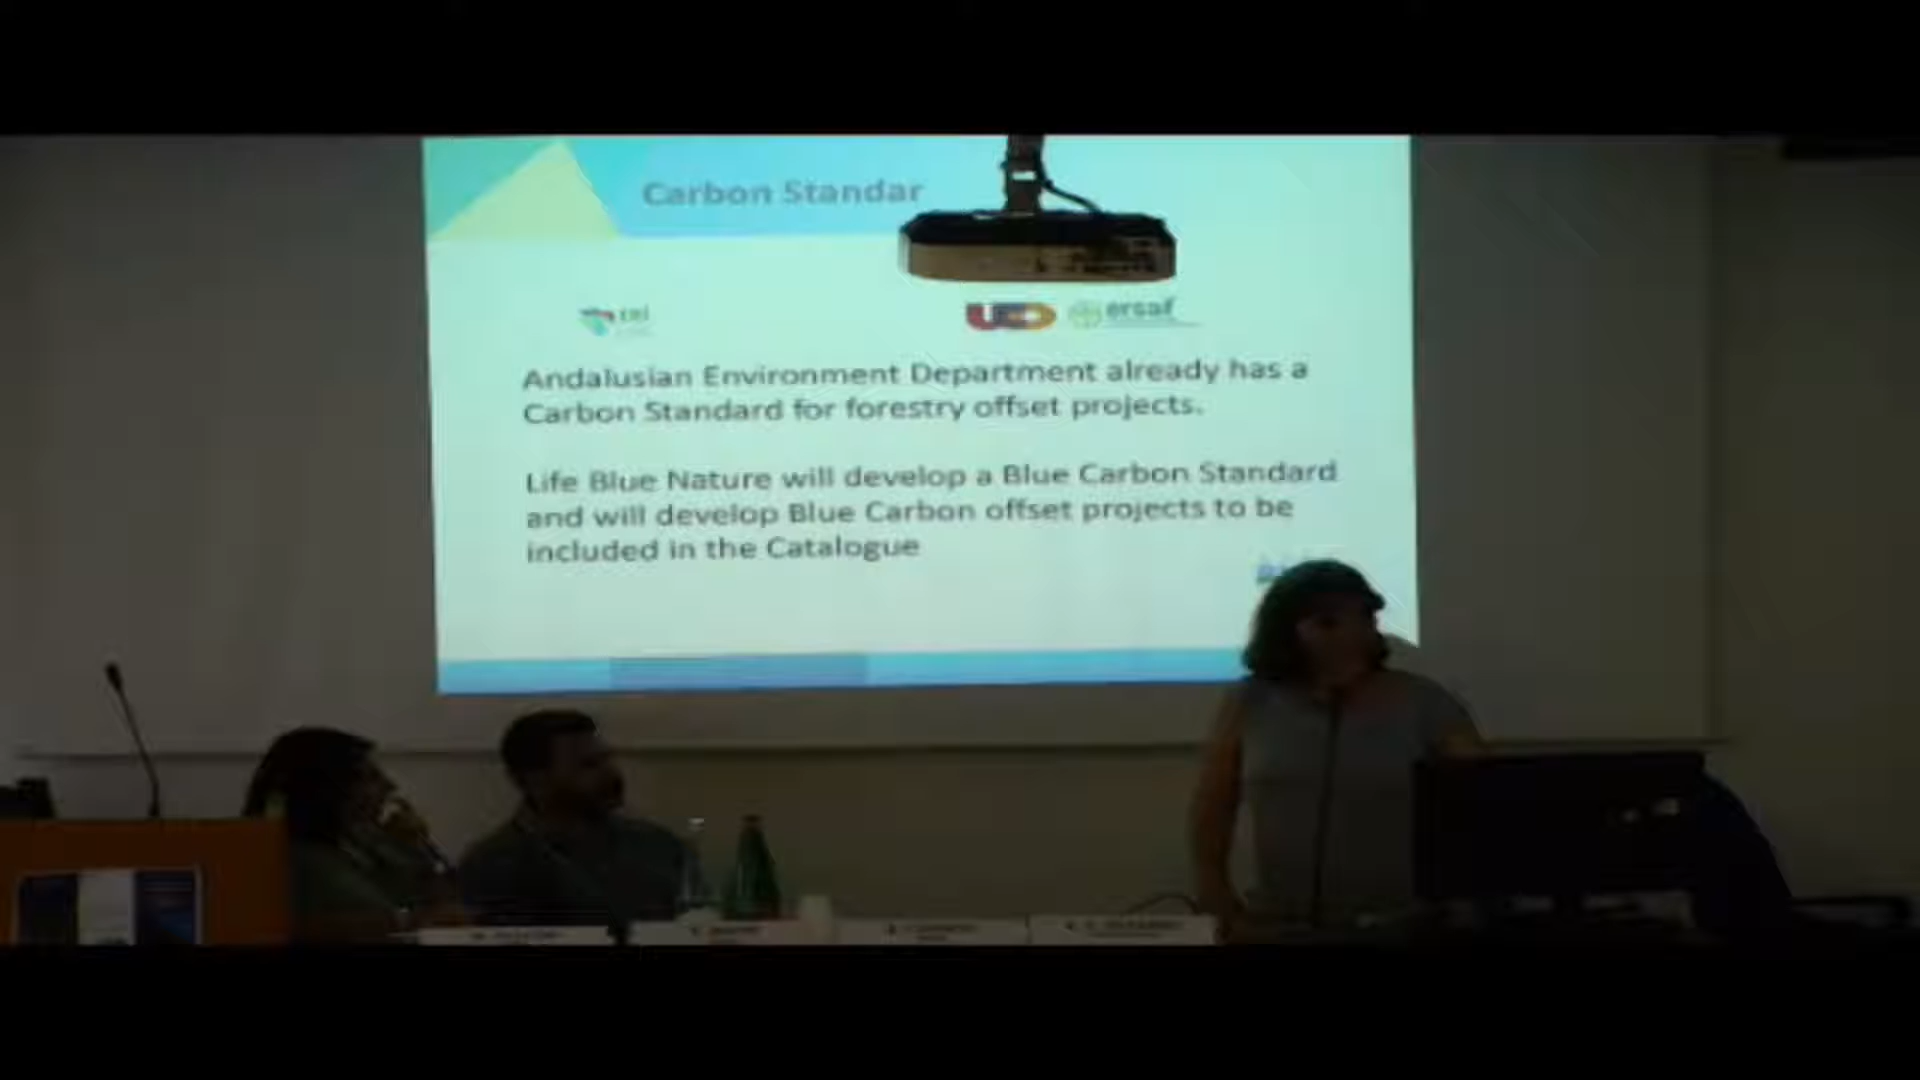 Carbon Standar
cei
ersaf
Andalusian Environment Department already has a
Carbon Standard for forestry offset projects.
Life Blue Nature will develop a Blue Carbon Standard
and will develop Blue Carbon offset projects to be
included in the Catalogue